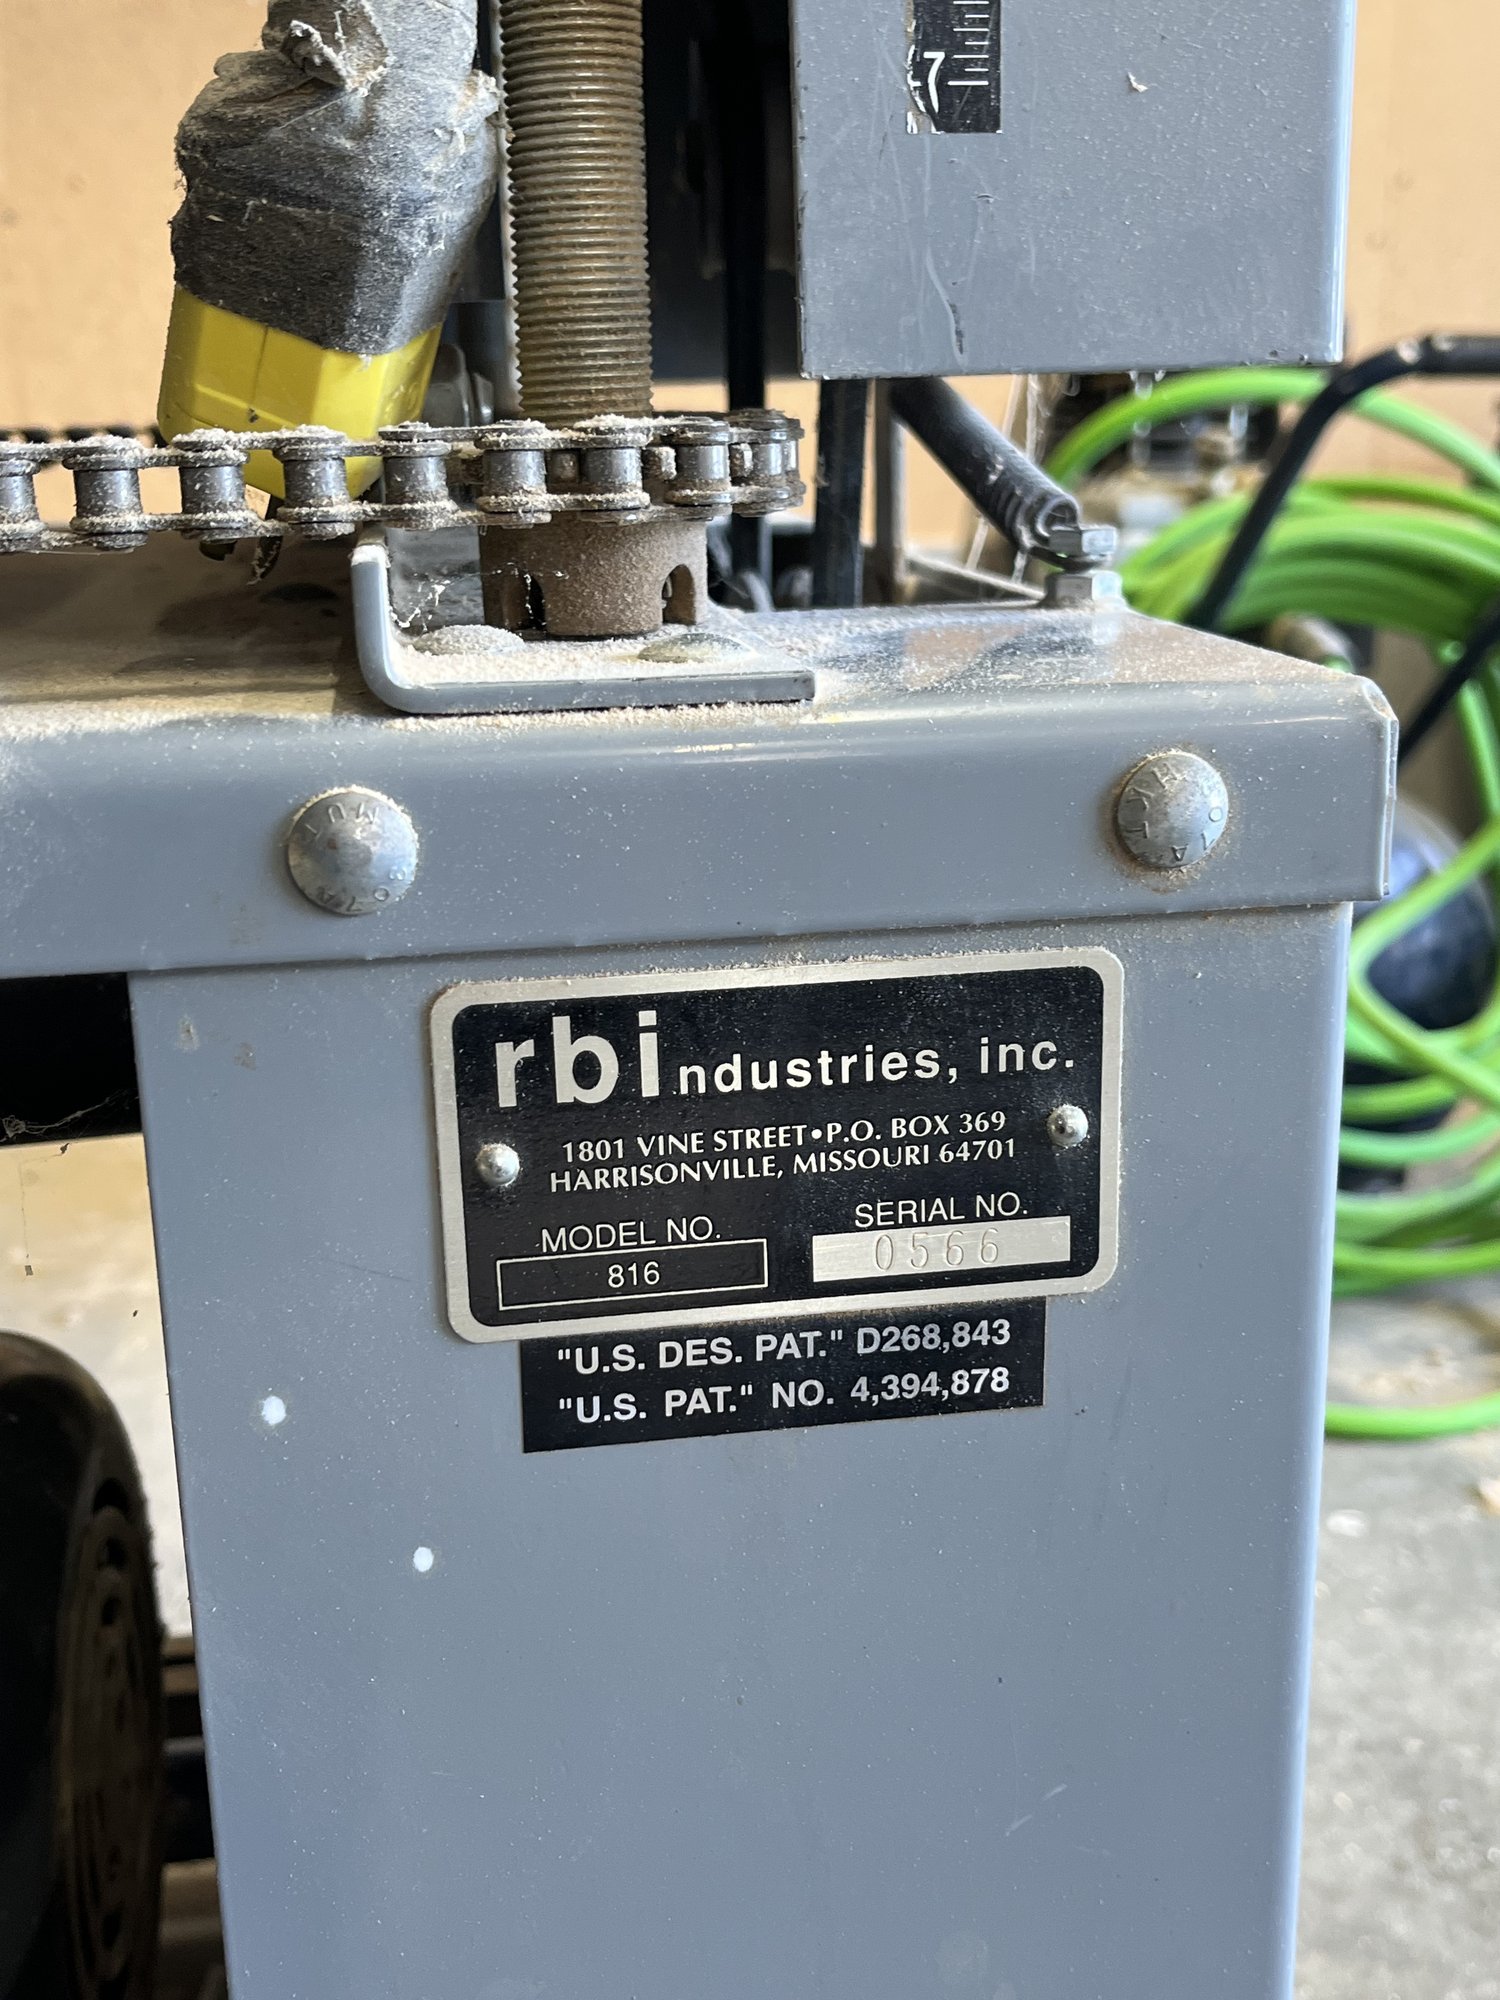 7
rbindustries, inc.
1801 VINE STREET•P.O. BOX 369
HARRISONVILLE, MISSOURI 64701
MODEL NO.
816
SERIAL NO.
0566
"U.S. DES. PAT." D268,843
"U.S. PAT." NO. 4,394,878